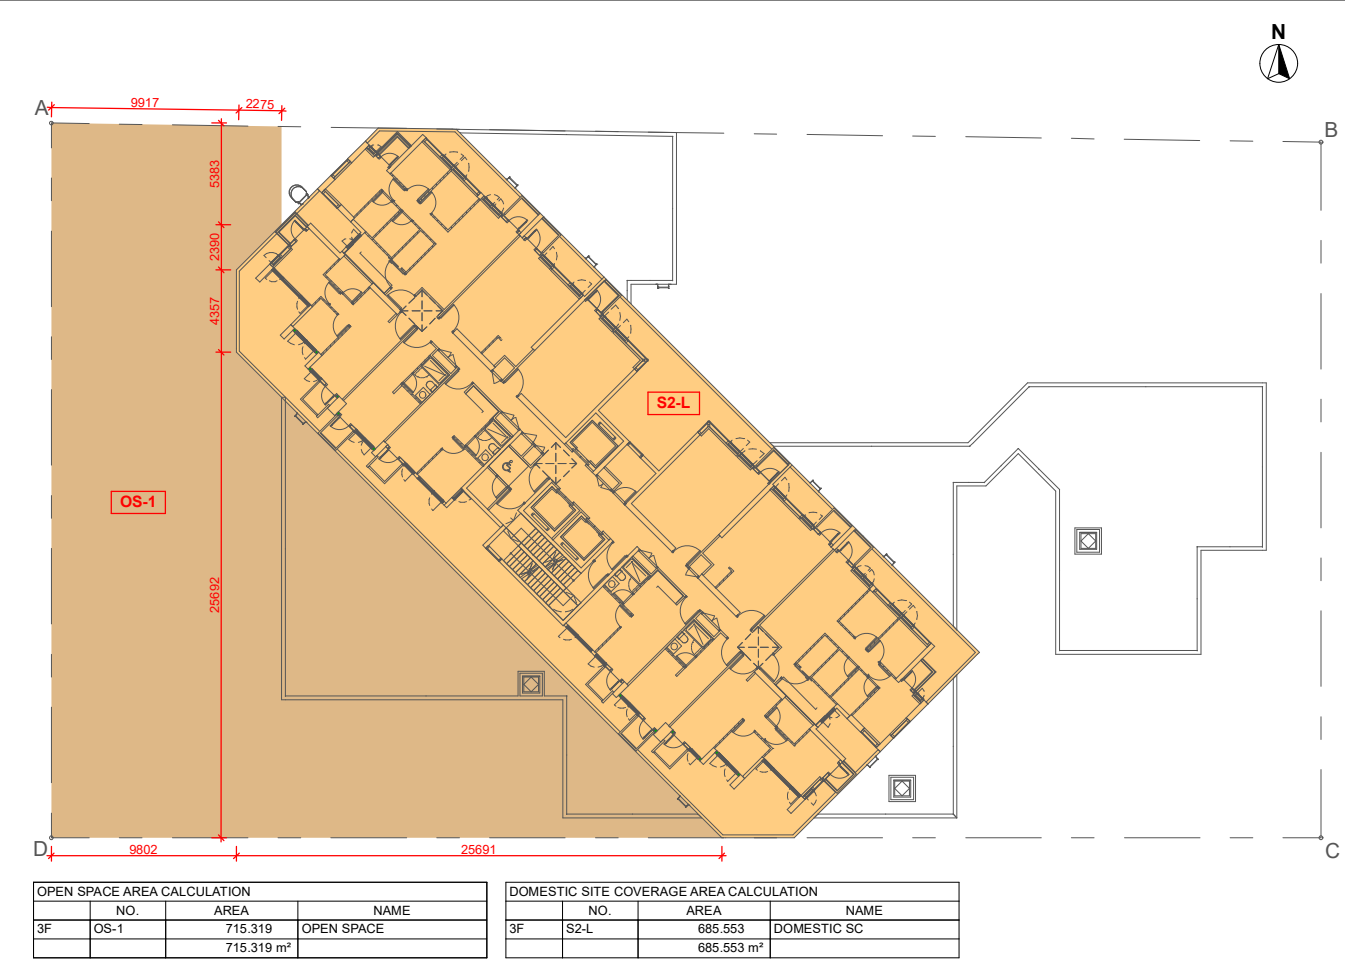 N
A
9917
2275
B
5383
2390
4357
S2-L
OS-1
25692
D
9802
25691
C
OPEN SPACE AREA CALCULATION
NO. AREA NAME
3F OS-1 715.319 OPEN SPACE
715.319 m²
DOMESTIC SITE COVERAGE AREA CALCULATION
NO. AREA NAME
3F S2-L 685.553 DOMESTIC SC
685.553 m²